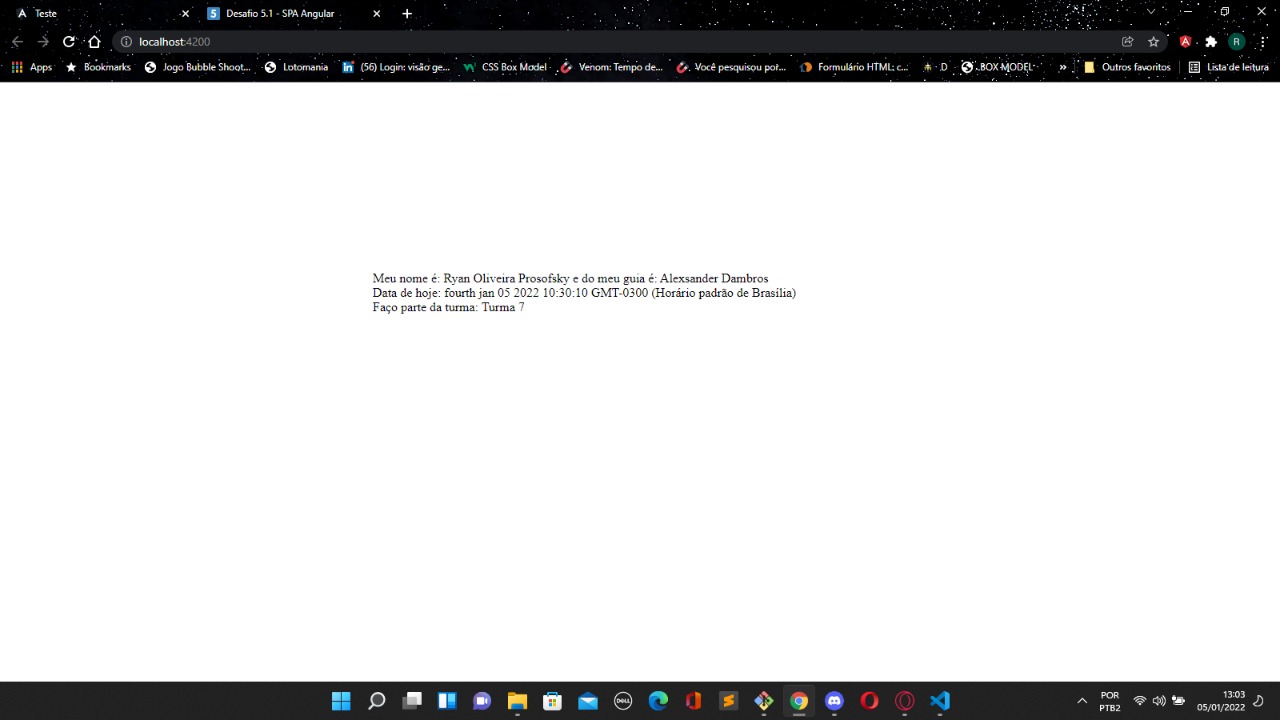 Teste
Desafio 5.1 - SPA Angular
localhost:4200
R
Apps
Bookmarks
Jogo Bubble Shoot...
Lotomania
(56) Login: visão ge...
CSS Box Model
Venom: Tempo de...
Você pesquisou por...
Formulário HTML: c...
:D
.:BOX MODEL:.
»
Outros favoritos
Lista de leitura
Meu nome é: Ryan Oliveira Prosofsky e do meu guia é: Alexsander Dambros
Data de hoje: fourth jan 05 2022 10:30:10 GMT-0300 (Horário padrão de Brasília)
Faço parte da turma: Turma 7
DELL
POR
PTB2
13:03
05/01/2022